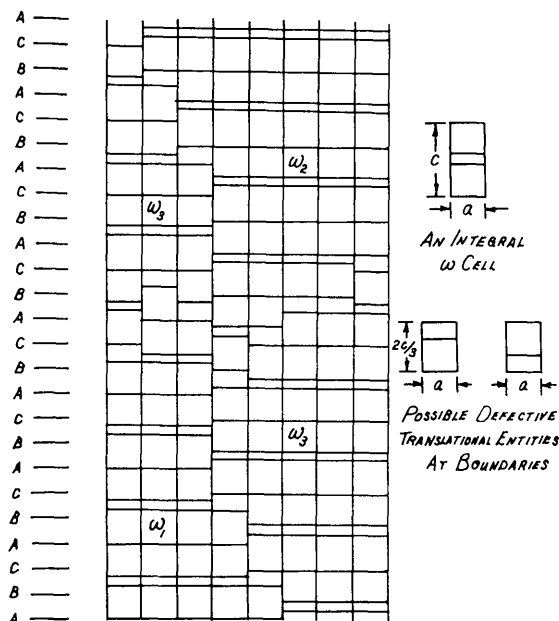 A
C
B
A
C
B
A
C
B
A
C
B
A
C
B
A
C
B
A
C
B
A
C
B
A
ω₂
ω₃
ω₃
ω₁
C
a
AN INTEGRAL
ω CELL
2C/3
a
a
POSSIBLE DEFECTIVE
TRANSLATIONAL ENTITIES
AT BOUNDARIES